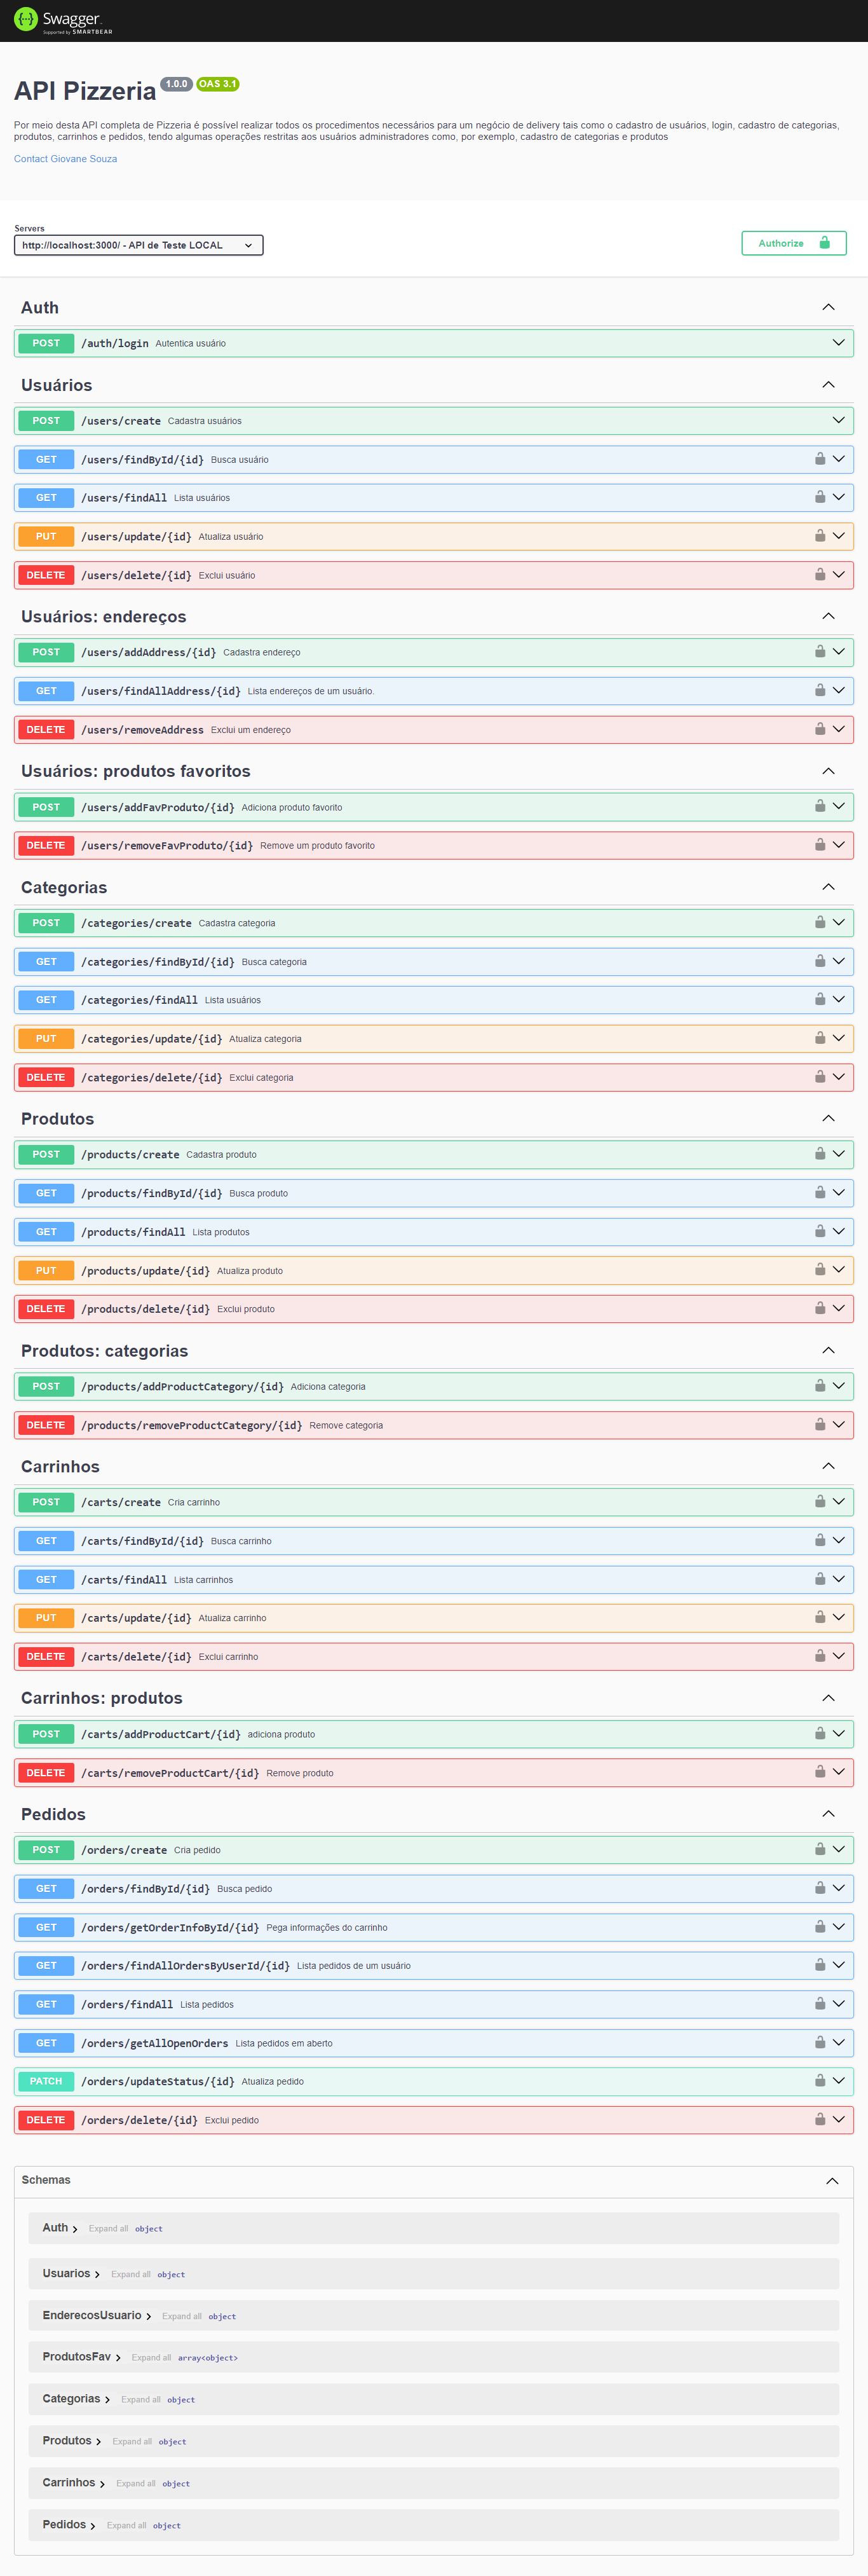 Swagger.
Supported by SMARTBEAR
API Pizzeria 1.0.0 OAS 3.1
Por meio desta API completa de Pizzeria é possível realizar todos os procedimentos necessários para um negócio de delivery tais como o cadastro de usuários, login, cadastro de categorias,
produtos, carrinhos e pedidos, tendo algumas operações restritas aos usuários administradores como, por exemplo, cadastro de categorias e produtos
Contact Giovane Souza
Servers
http://localhost:3000/ - API de Teste LOCAL
Authorize
Auth
POST /auth/login Autentica usuário
Usuários
POST /users/create Cadastra usuários
GET /users/findById/{id} Busca usuário
GET /users/findAll Lista usuários
PUT /users/update/{id} Atualiza usuário
DELETE /users/delete/{id} Exclui usuário
Usuários: endereços
POST /users/addAddress/{id} Cadastra endereço
GET /users/findAllAddress/{id} Lista endereços de um usuário.
DELETE /users/removeAddress Exclui um endereço
Usuários: produtos favoritos
POST /users/addFavProduto/{id} Adiciona produto favorito
DELETE /users/removeFavProduto/{id} Remove um produto favorito
Categorias
POST /categories/create Cadastra categoria
GET /categories/findById/{id} Busca categoria
GET /categories/findAll Lista usuários
PUT /categories/update/{id} Atualiza categoria
DELETE /categories/delete/{id} Exclui categoria
Produtos
POST /products/create Cadastra produto
GET /products/findById/{id} Busca produto
GET /products/findAll Lista produtos
PUT /products/update/{id} Atualiza produto
DELETE /products/delete/{id} Exclui produto
Produtos: categorias
POST /products/addProductCategory/{id} Adiciona categoria
DELETE /products/removeProductCategory/{id} Remove categoria
Carrinhos
POST /carts/create Cria carrinho
GET /carts/findById/{id} Busca carrinho
GET /carts/findAll Lista carrinhos
PUT /carts/update/{id} Atualiza carrinho
DELETE /carts/delete/{id} Exclui carrinho
Carrinhos: produtos
POST /carts/addProductCart/{id} adiciona produto
DELETE /carts/removeProductCart/{id} Remove produto
Pedidos
POST /orders/create Cria pedido
GET /orders/findById/{id} Busca pedido
GET /orders/getOrderInfoById/{id} Pega informações do carrinho
GET /orders/findAllOrdersByUserId/{id} Lista pedidos de um usuário
GET /orders/findAll Lista pedidos
GET /orders/getAllOpenOrders Lista pedidos em aberto
PATCH /orders/updateStatus/{id} Atualiza pedido
DELETE /orders/delete/{id} Exclui pedido
Schemas
Auth Expand all object
Usuarios Expand all object
EnderecosUsuario Expand all object
ProdutosFav Expand all array<object>
Categorias Expand all object
Produtos Expand all object
Carrinhos Expand all object
Pedidos Expand all object